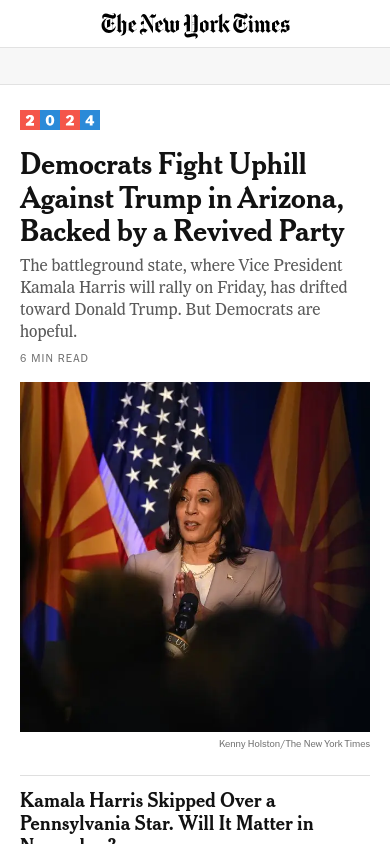 The New York Times
2024
Democrats Fight Uphill
Against Trump in Arizona,
Backed by a Revived Party
The battleground state, where Vice President
Kamala Harris will rally on Friday, has drifted
toward Donald Trump. But Democrats are
hopeful.
6 MIN READ
Kenny Holston/The New York Times
Kamala Harris Skipped Over a
Pennsylvania Star. Will It Matter in
November?